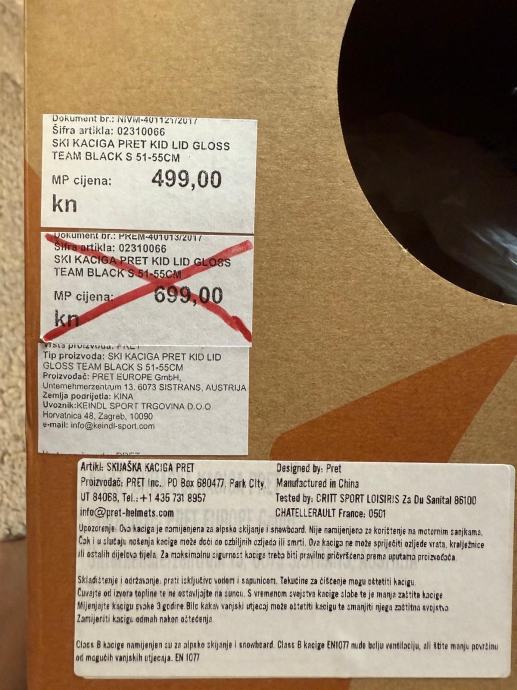 Dokument br.: NIVM-401121/2017
Šifra artikla: 02310066
SKI KACIGA PRET KID LID GLOSS
TEAM BLACK S 51-55CM
MP cijena: 499,00
kn
Dokument br.: PREM-401013/2017
Šifra artikla: 02310066
SKI KACIGA PRET KID LID GLOSS
TEAM BLACK S 51-55CM
MP cijena: 699,00
kn
Vrsta proizvoda: PRET
Tip proizvoda: SKI KACIGA PRET KID LID
GLOSS TEAM BLACK S 51-55CM
Proizvođač: PRET EUROPE GmbH,
Unternehmerzentrum 13, 6073 SISTRANS, AUSTRIJA
Zemlja podrijetla: KINA
Uvoznik:KEINDL SPORT TRGOVINA D.O.O.
Horvatnica 48, Zagreb, 10090
e-mail: info@keindl-sport.com
Artikl: SKIJAŠKA KACIGA PRET
Proizvođač: PRET Inc. PO Box 680477, Park City,
UT 84068, Tel.:+1 435 731 8957
info@pret-helmets.com
Designed by: Pret
Manufactured in China
Tested by: CRITT SPORT LOISIRIS Za Du Sanital 86100
CHATELLERAULT France: 0501
Upozorenje: Ova kaciga je namijenjena za alpsko skijanje i snowboard. Nije namijenjeno za korištenje na motornim sanjkama.
Čak i u slučaju nošenja kacige može doći do ozbiljnih ozljeda ili smrti. Ova kaciga ne može spriječiti ozljede vrata, kralježnice
ili ostalih dijelova tijela. Za maksimalnu sigurnost kaciga treba biti pravilno pričvršćena prema uputama proizvođača.
Skladištenje i održavanje, prati isključivo vodom i sapunicom. Tekućine za čišćenje mogu oštetiti kacigu.
Čuvajte od izvora topline te ne ostavljajte na suncu. S vremenom svojstva kacige slabe te je manja zaštita kacige
Mijenjajte kacigu svake 3 godine Bilo kakav vanjski utjecaj može oštetiti kacigu te smanjiti njega zaštitna svojstva
Zamijeniti kacigu odmah nakon oštećenja.
Class B kacige namijenjen su za alpsko skijanje i snowboard. Class B kacige EN1077 nude bolju ventilaciju, ali štite manju površinu
od mogućih vanjskih utjecaja. EN 1077